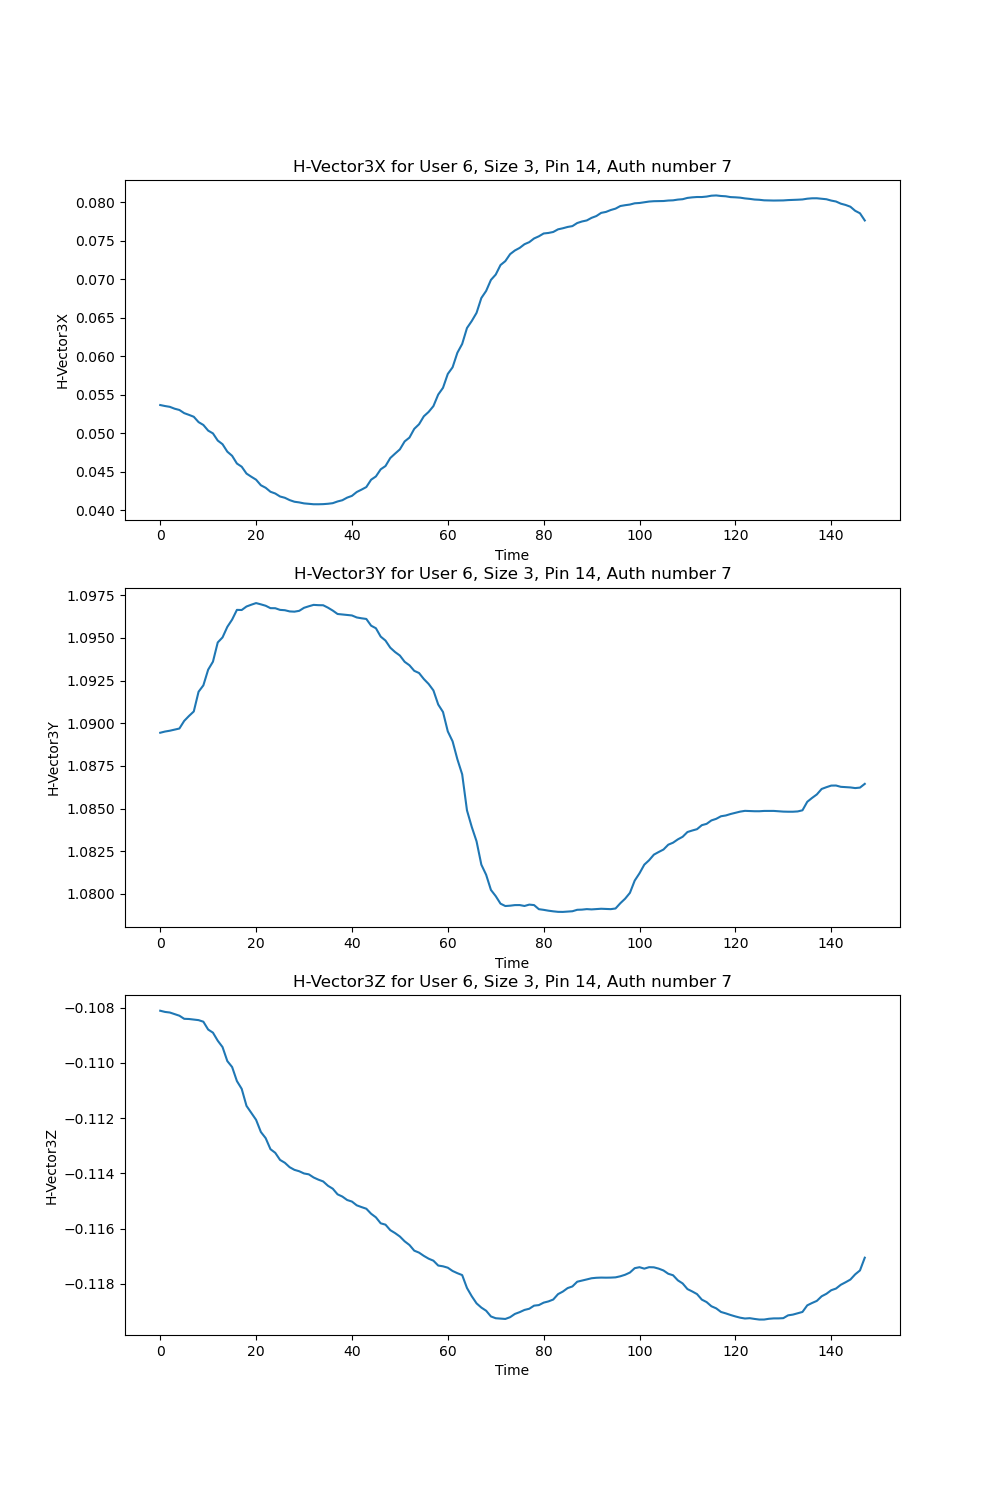 H-Vector3X for User 6, Size 3, Pin 14, Auth number 7
0.080
0.075
0.070
0.065
0.060
0.055
0.050
0.045
0.040
H-Vector3X
0 20 40 60 80 100 120 140
Time
H-Vector3Y for User 6, Size 3, Pin 14, Auth number 7
1.0975
1.0950
1.0925
1.0900
1.0875
1.0850
1.0825
1.0800
H-Vector3Y
0 20 40 60 80 100 120 140
Time
H-Vector3Z for User 6, Size 3, Pin 14, Auth number 7
−0.108
−0.110
−0.112
−0.114
−0.116
−0.118
H-Vector3Z
0 20 40 60 80 100 120 140
Time